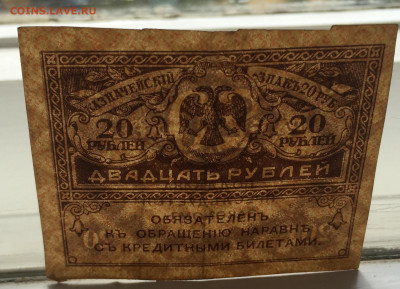 COINS.LAVE.RU
КАЗНАЧЕЙСКІЙ ЗНАКЪ
20 20
РУБЛЕЙ РУБЛЕЙ
ДВАДЦАТЬ РУБЛЕЙ
ОБЯЗАТЕЛЕНЪ
КЪ ОБРАЩЕНІЮ НАРАВНѢ
СЪ КРЕДИТНЫМИ БИЛЕТАМИ.